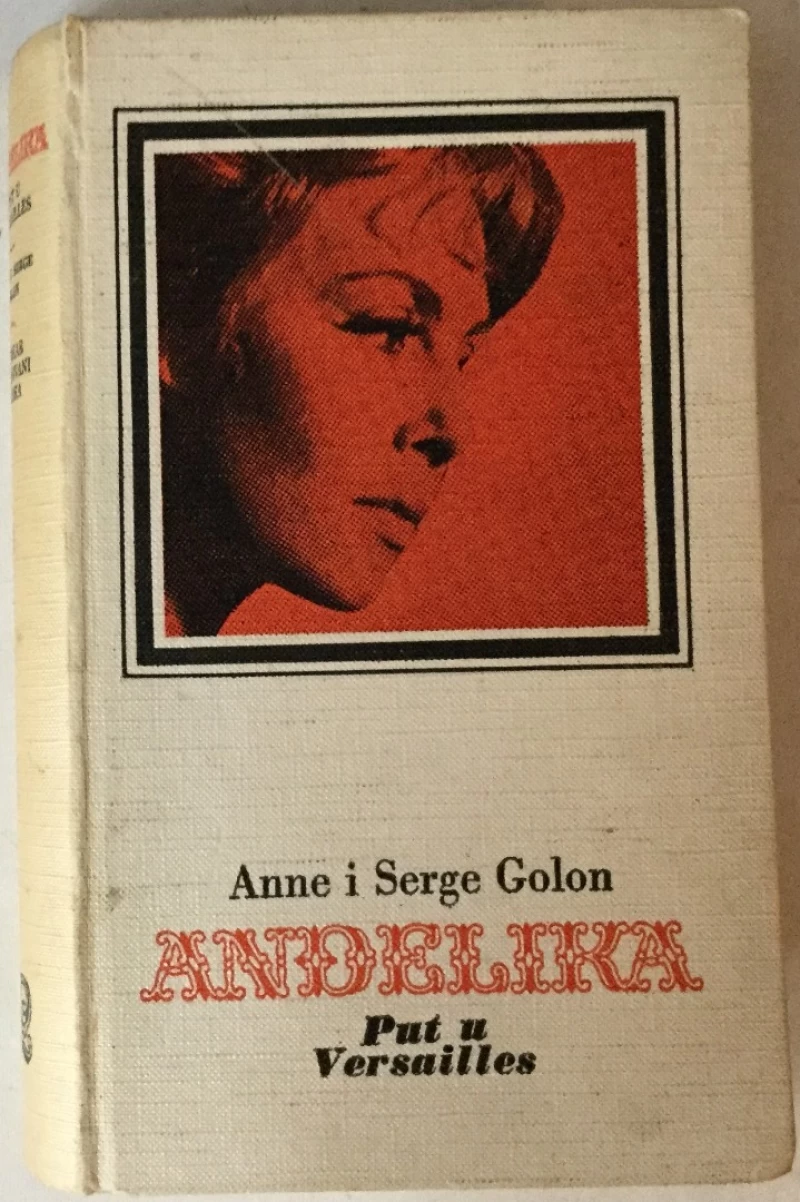 Anne i Serge Golon
ANĐELIKA
Put u
Versailles